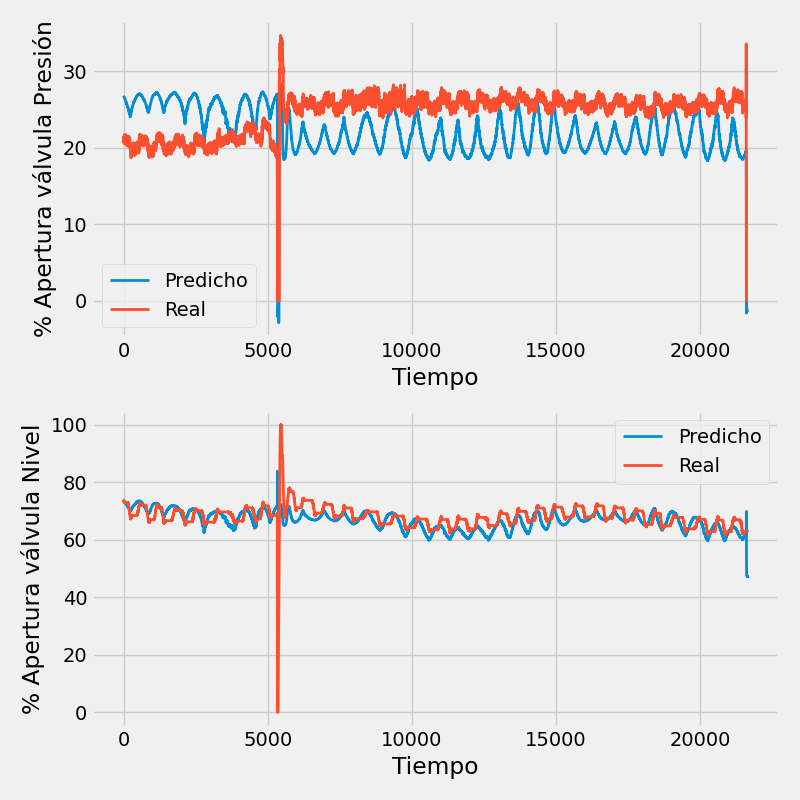 % Apertura válvula Presión
30
20
10
0
Predicho
Real
0 5000 10000 15000 20000
Tiempo
% Apertura válvula Nivel
100
80
60
40
20
0
Predicho
Real
0 5000 10000 15000 20000
Tiempo